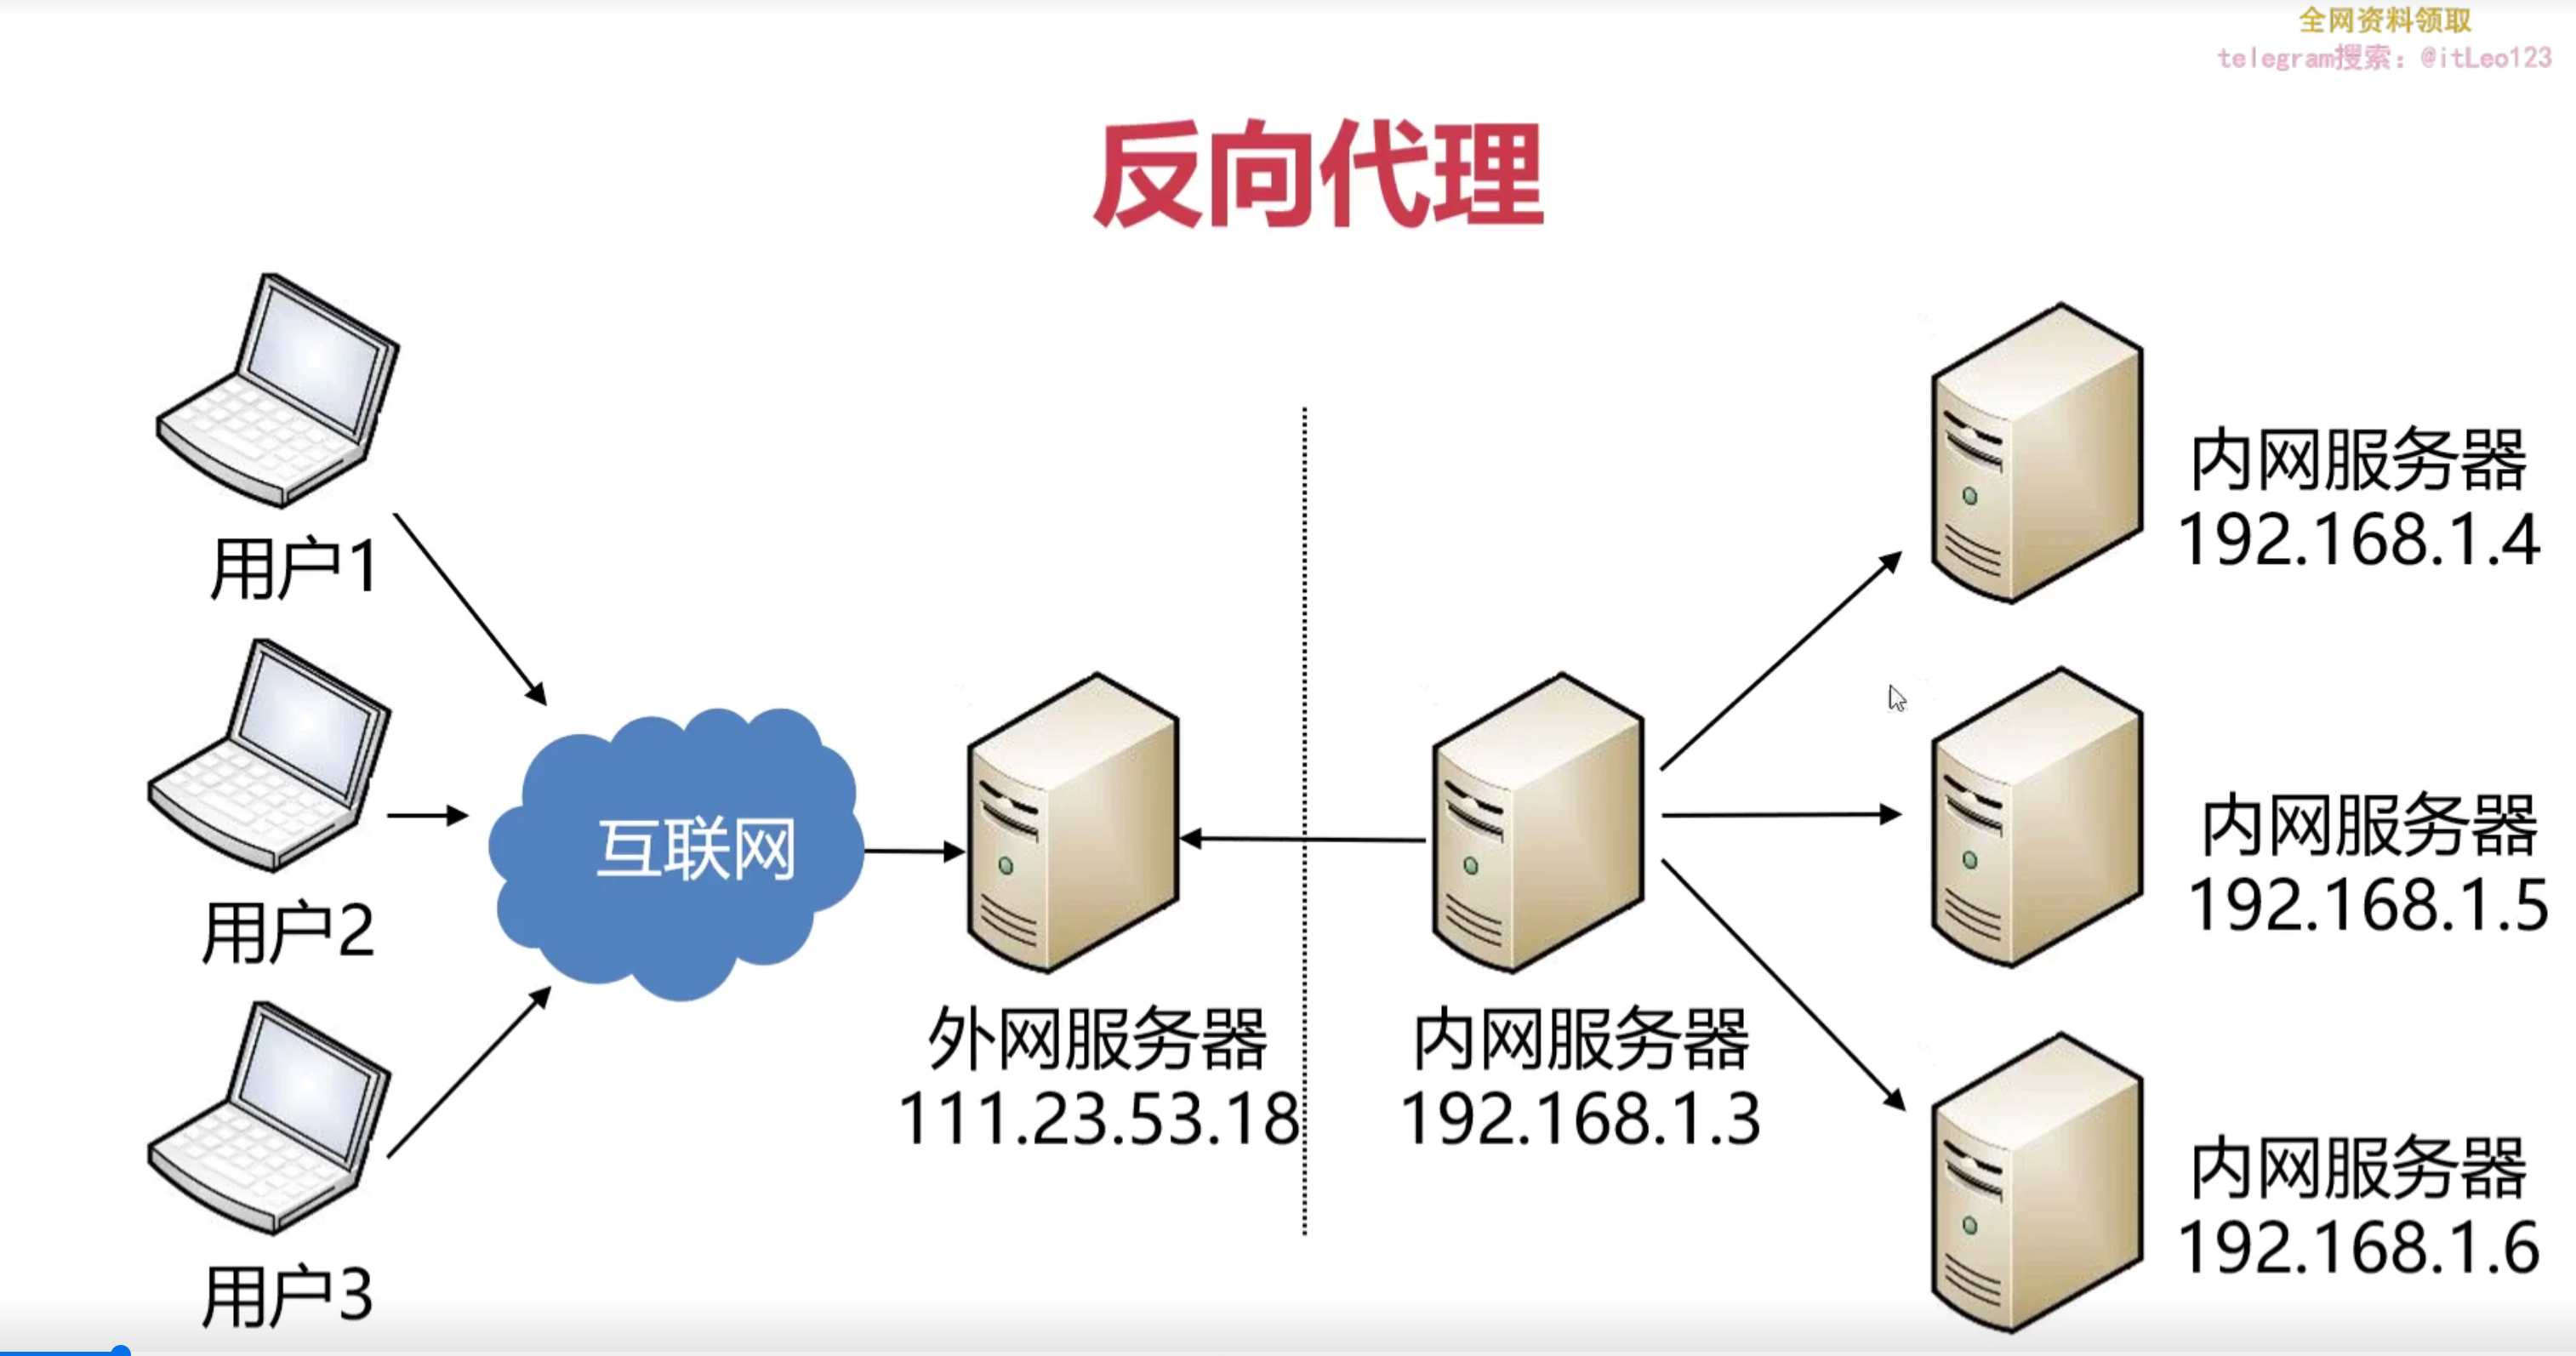 全网资料领取
telegram搜索：@itLeo123
反向代理
用户1
用户2
用户3
互联网
外网服务器
111.23.53.18
内网服务器
192.168.1.3
内网服务器
192.168.1.4
内网服务器
192.168.1.5
内网服务器
192.168.1.6